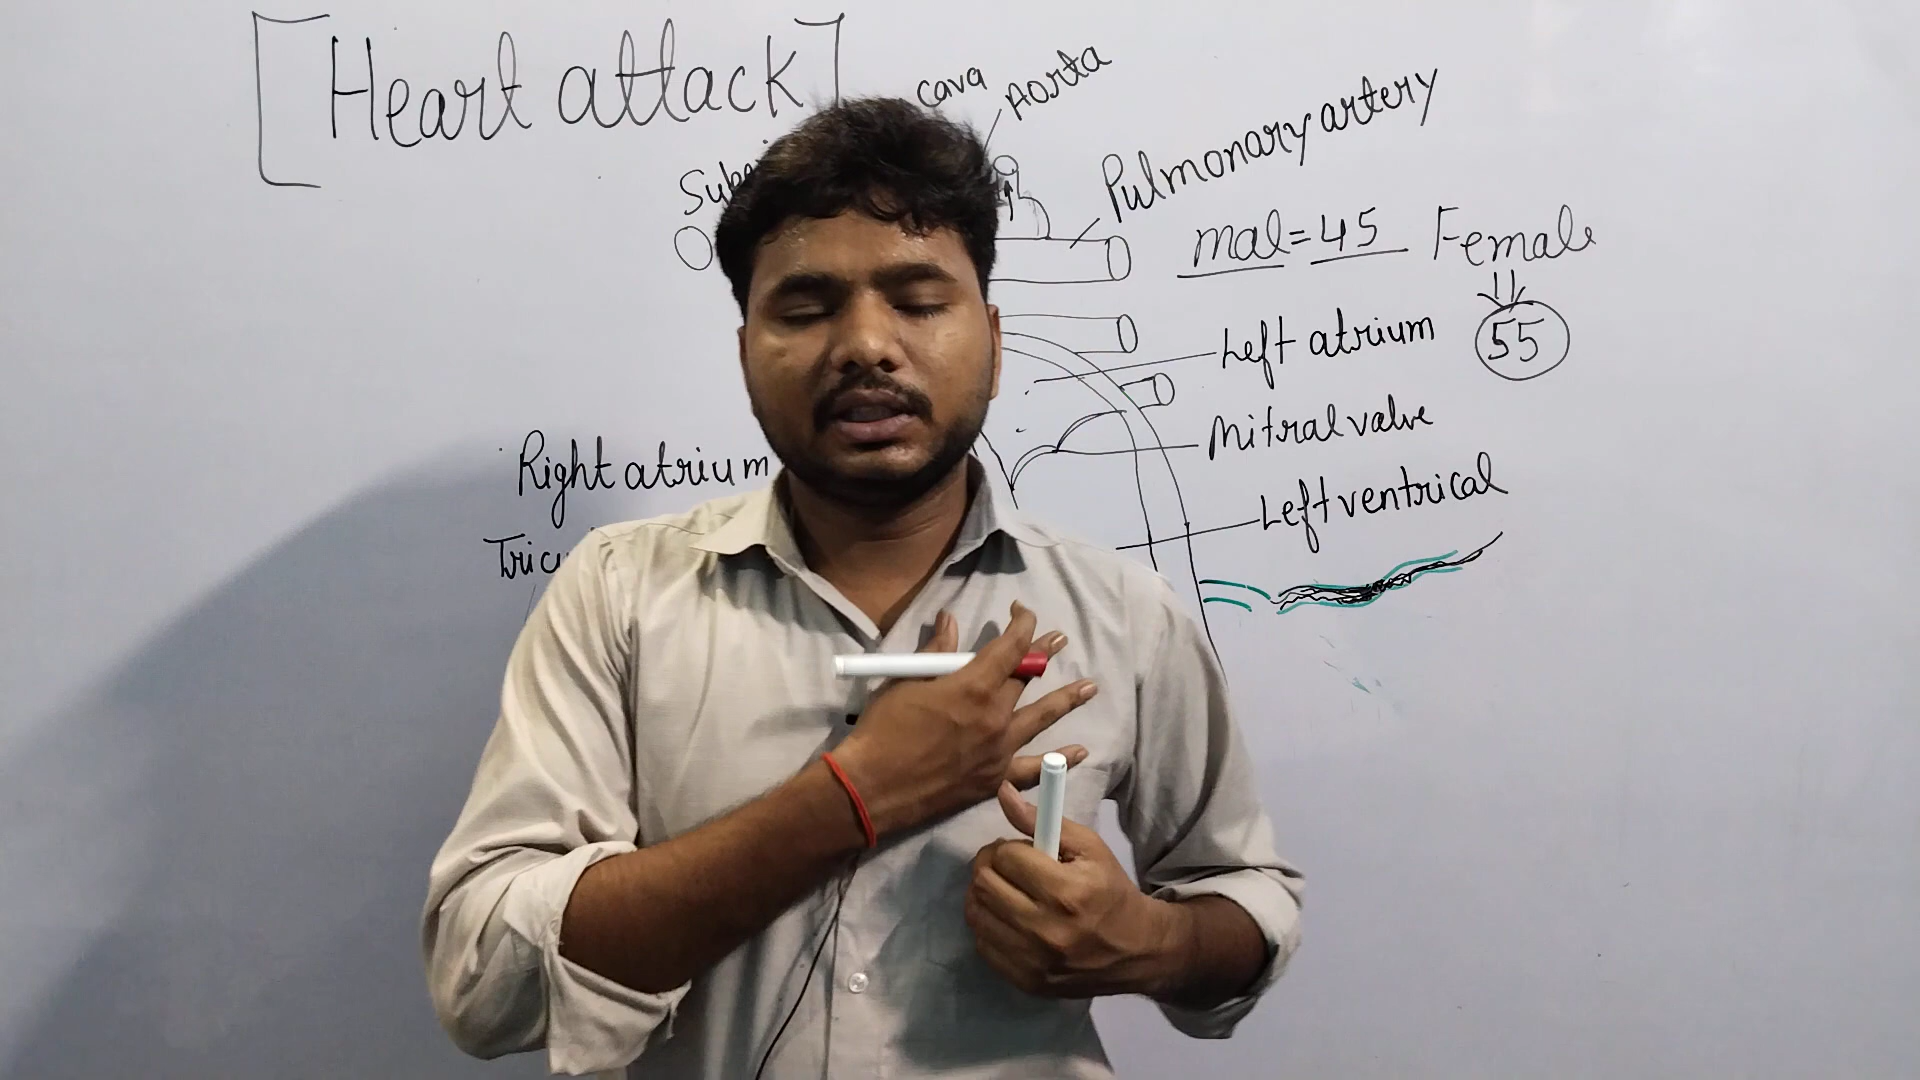 [Heart attack]
cava
Aorta
Pulmonary artery
mal=45 Female
55
Left atrium
Mitral valve
Right atrium
Left ventrical